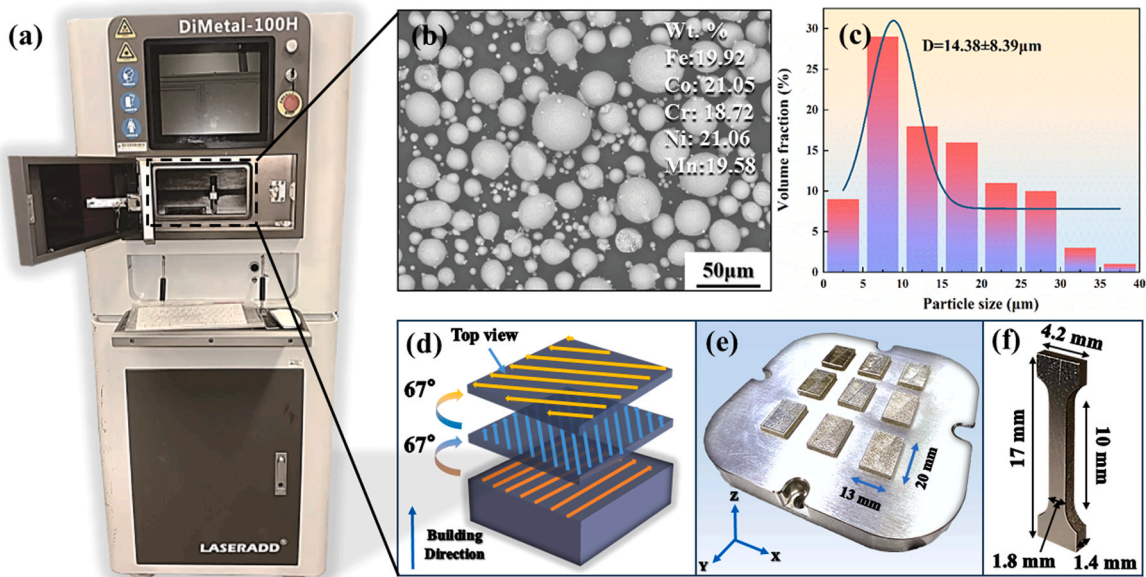 (a)
DiMetal-100H
LASERADD®
(b)
Wt. %
Fe:19.92
Co: 21.05
Cr: 18.72
Ni: 21.06
Mn:19.58
50μm
(c)
D=14.38±8.39μm
Volume fraction (%)
30
25
20
15
10
5
0
0 5 10 15 20 25 30 35 40
Particle size (μm)
(d)
Top view
67°
67°
Building
Direction
(e)
13 mm
20 mm
Z
Y
X
(f)
4.2 mm
17 mm
10 mm
1.8 mm
1.4 mm